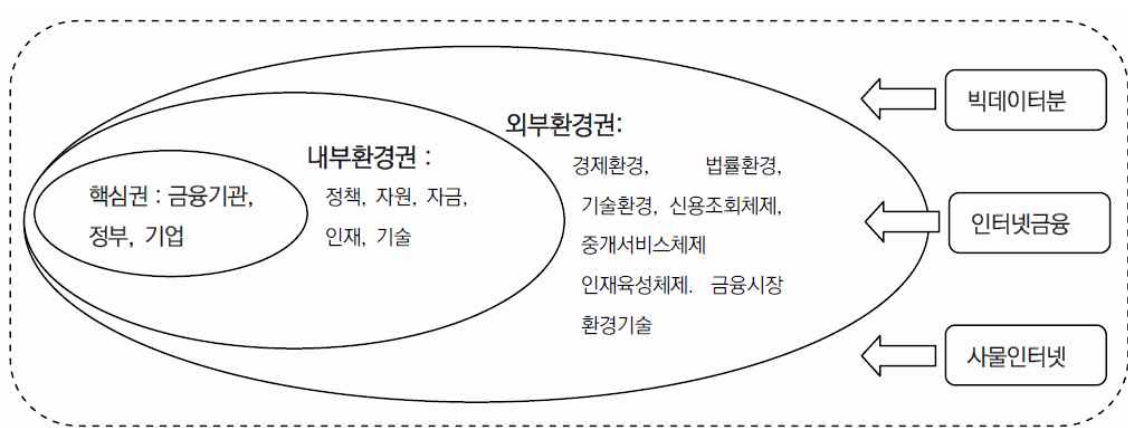 핵심권 : 금융기관,
정부, 기업
내부환경권 :
정책, 자원, 자금,
인재, 기술
외부환경권:
경제환경, 법률환경,
기술환경, 신용조회체제,
중개서비스체제
인재육성체제. 금융시장
환경기술
빅데이터분
인터넷금융
사물인터넷